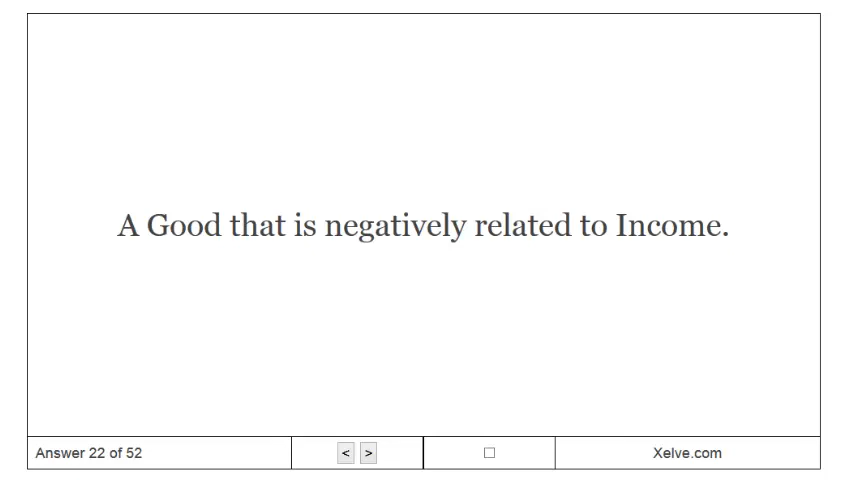 A Good that is negatively related to Income.
Answer 22 of 52
< >
Xelve.com